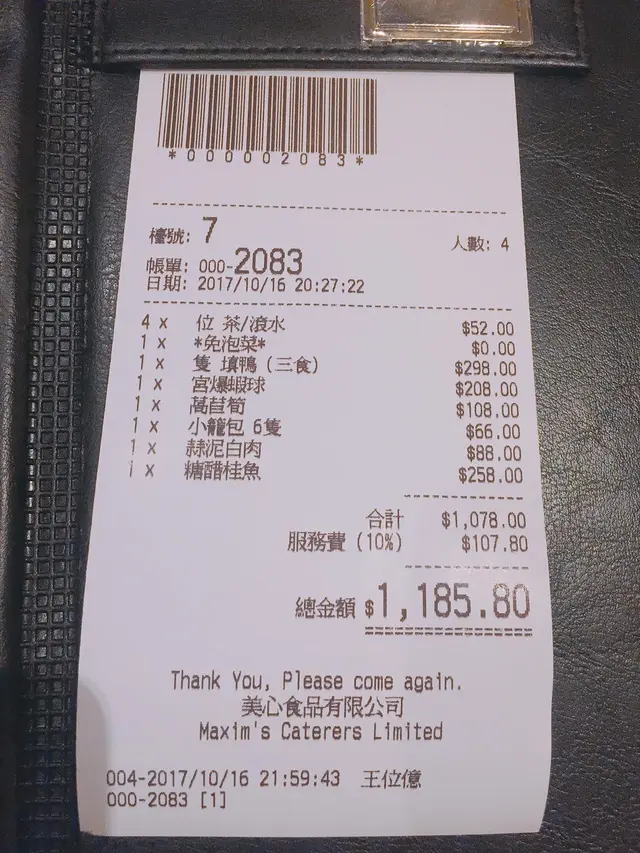 *000002083*
檯號: 7 人數: 4
帳單: 000-2083
日期: 2017/10/16 20:27:22
4 x 位 茶/滾水 $52.00
1 x *免泡菜* $0.00
1 x 隻 填鴨 (三食) $298.00
1 x 宮爆蝦球 $208.00
1 x 萵苣筍 $108.00
1 x 小籠包 6隻 $66.00
1 x 蒜泥白肉 $88.00
1 x 糖醋桂魚 $258.00
合計 $1,078.00
服務費 (10%) $107.80
總金額 $1,185.80
Thank You, Please come again.
美心食品有限公司
Maxim's Caterers Limited
004-2017/10/16 21:59:43 王位億
000-2083 [1]